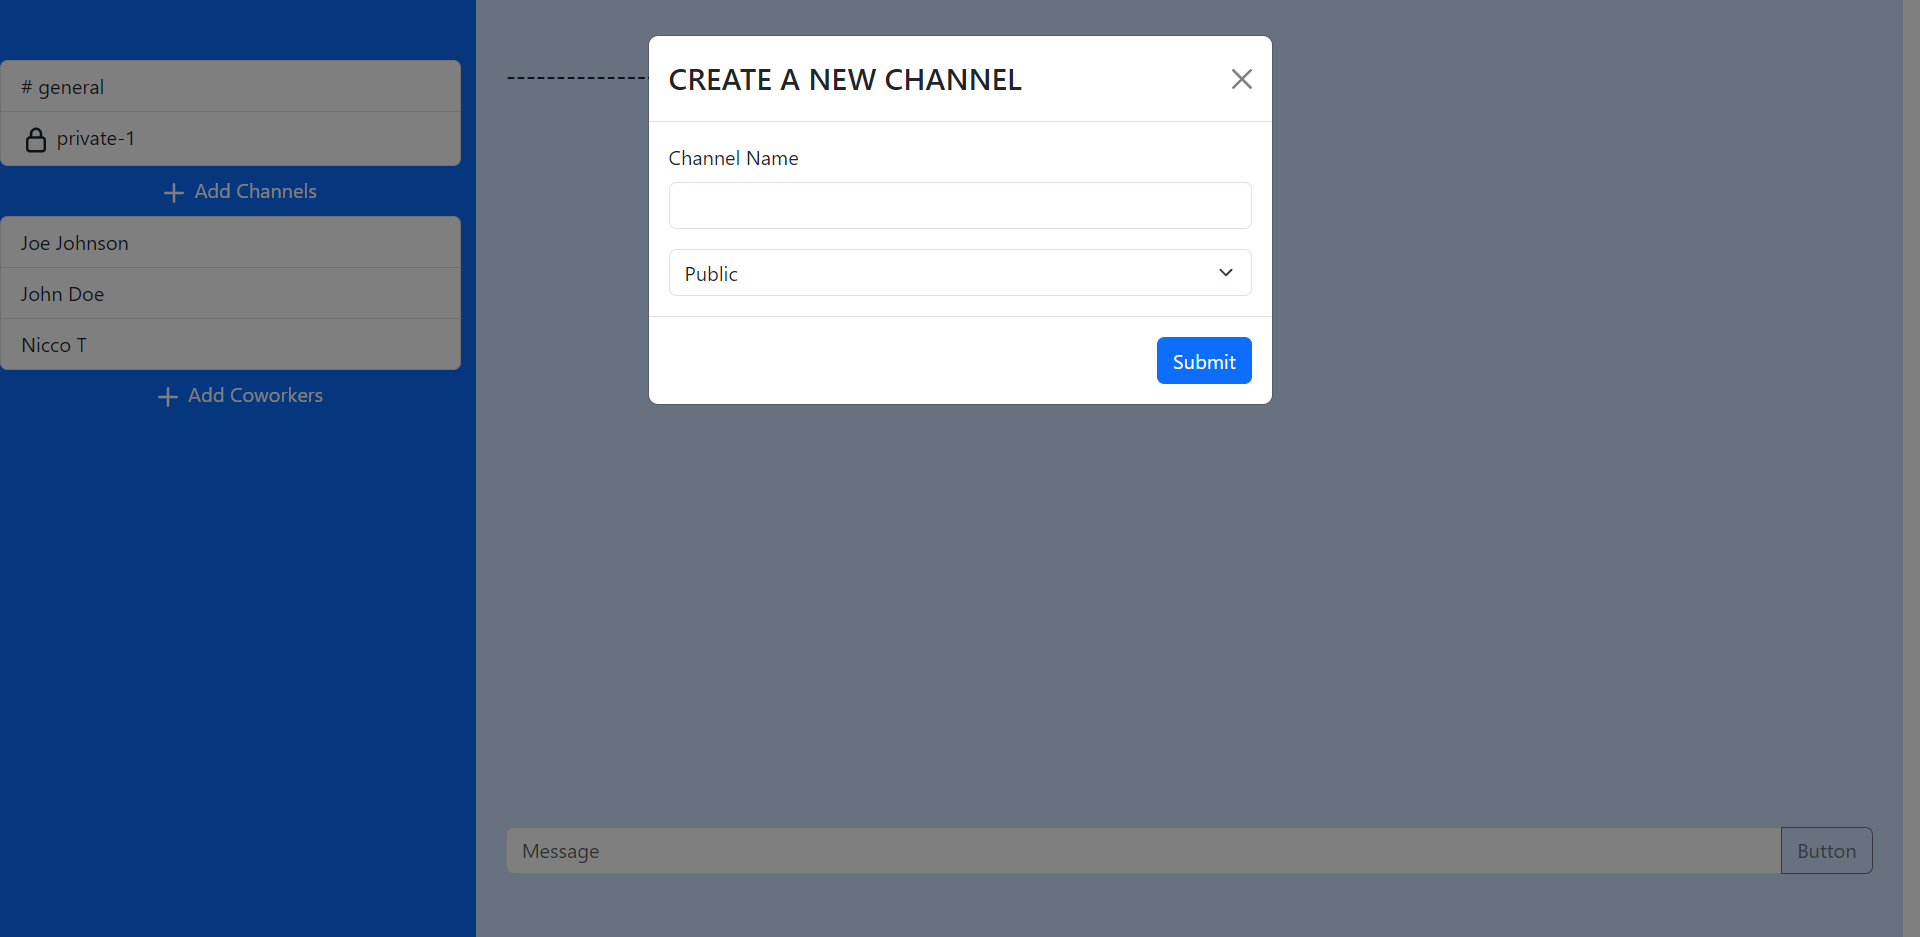 # general
private-1
Add Channels
Joe Johnson
John Doe
Nicco T
Add Coworkers
--------------
CREATE A NEW CHANNEL
Channel Name
Public
Submit
Message
Button